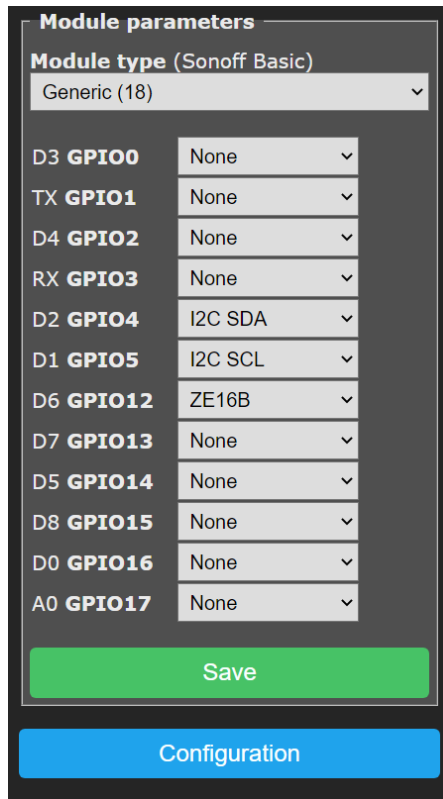 Module parameters
Module type (Sonoff Basic)
Generic (18)
D3 GPIO0 None
TX GPIO1 None
D4 GPIO2 None
RX GPIO3 None
D2 GPIO4 I2C SDA
D1 GPIO5 I2C SCL
D6 GPIO12 ZE16B
D7 GPIO13 None
D5 GPIO14 None
D8 GPIO15 None
D0 GPIO16 None
A0 GPIO17 None
Save
Configuration